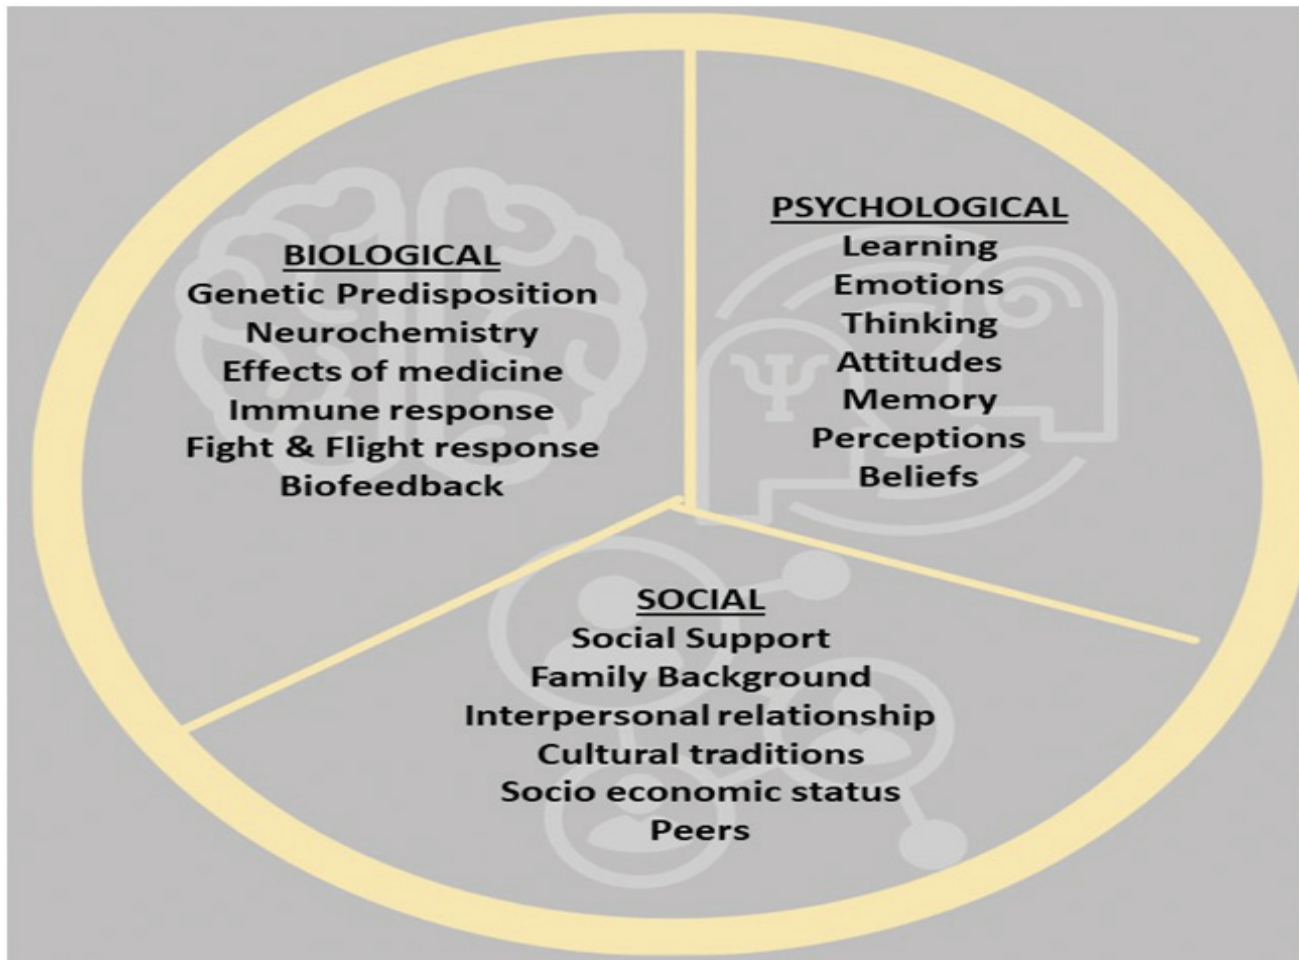 BIOLOGICAL
Genetic Predisposition
Neurochemistry
Effects of medicine
Immune response
Fight & Flight response
Biofeedback
PSYCHOLOGICAL
Learning
Emotions
Thinking
Attitudes
Memory
Perceptions
Beliefs
Ψ
SOCIAL
Social Support
Family Background
Interpersonal relationship
Cultural traditions
Socio economic status
Peers